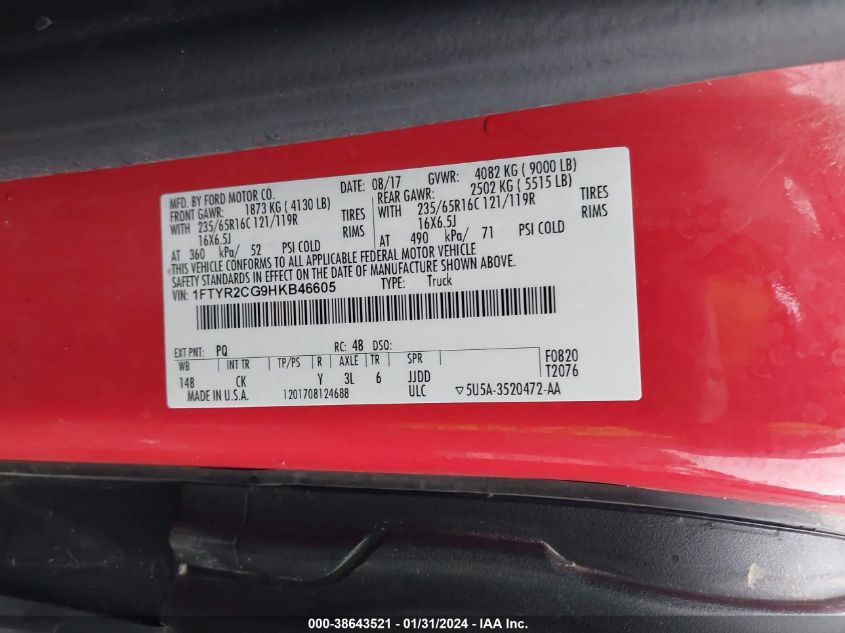 MFD. BY FORD MOTOR CO. DATE: 08/17 GVWR: 4082 KG ( 9000 LB)
FRONT GAWR: 1873 KG ( 4130 LB) REAR GAWR: 2502 KG ( 5515 LB)
WITH 235/65R16C 121/119R TIRES WITH 235/65R16C 121/119R TIRES
16X6.5J RIMS 16X6.5J RIMS
AT 360 kPa/ 52 PSI COLD AT 490 kPa/ 71 PSI COLD
THIS VEHICLE CONFORMS TO ALL APPLICABLE FEDERAL MOTOR VEHICLE
SAFETY STANDARDS IN EFFECT ON THE DATE OF MANUFACTURE SHOWN ABOVE.
VIN: 1FTYR2CG9HKB46605 TYPE: Truck
EXT PNT: PQ RC: 48 DSO: F0820
WB INT TR TP/PS R AXLE TR SPR T2076
148 CK Y 3L 6 JJDD
MADE IN U.S.A. 1201708124688 ULC ▽5U5A-3520472-AA
000-38643521 - 01/31/2024 - IAA Inc.